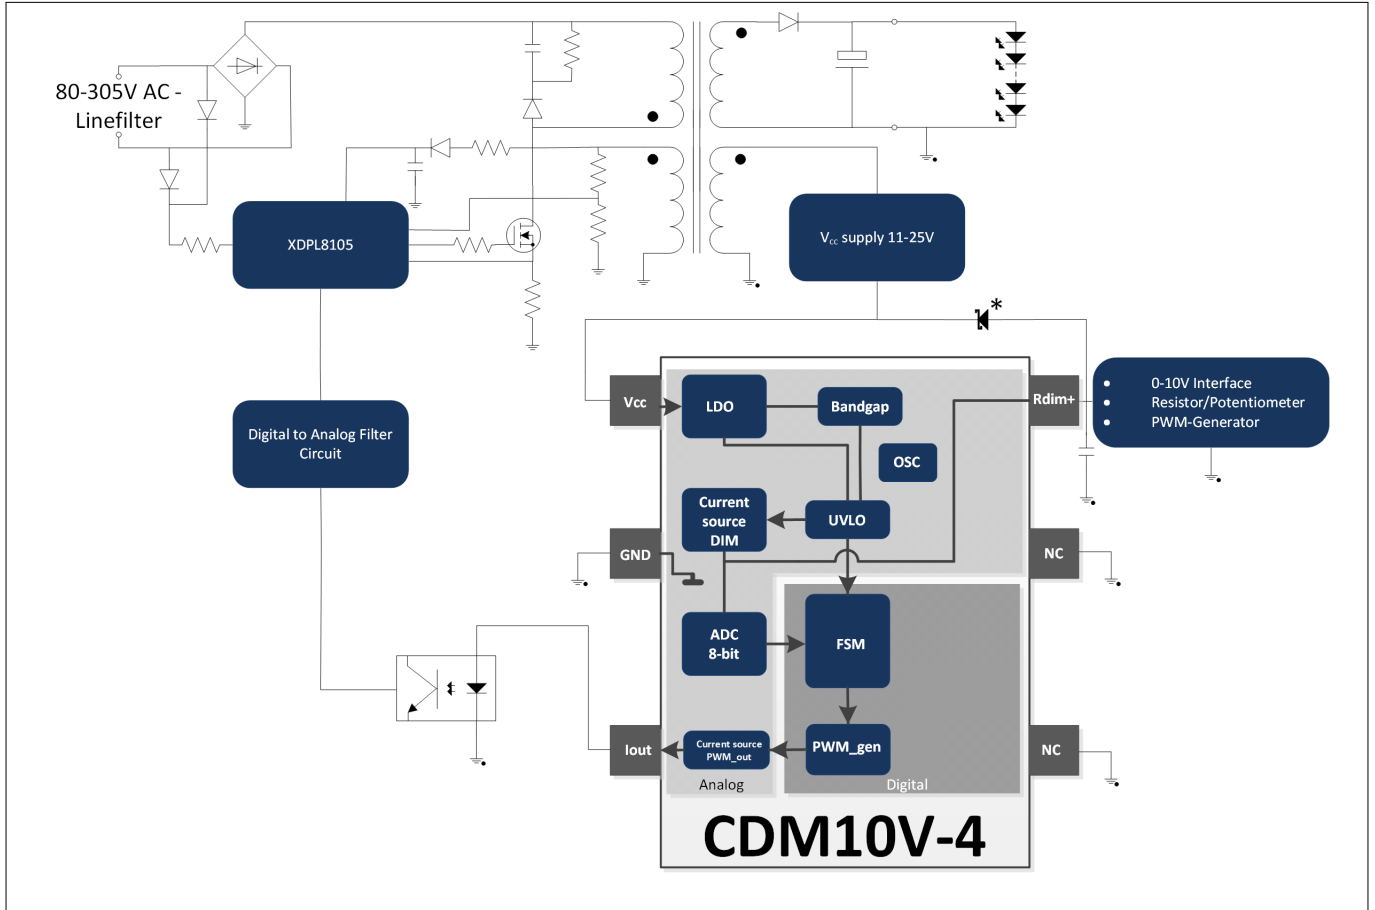 80-305V AC -
Linefilter
XDPL8105
Vcc supply 11-25V
*
Digital to Analog Filter
Circuit
Vcc
LDO
Bandgap
OSC
Rdim+
• 0-10V Interface
• Resistor/Potentiometer
• PWM-Generator
Current
source
DIM
UVLO
GND
NC
ADC
8-bit
FSM
Iout
Current source
PWM_out
PWM_gen
NC
Analog
Digital
CDM10V-4